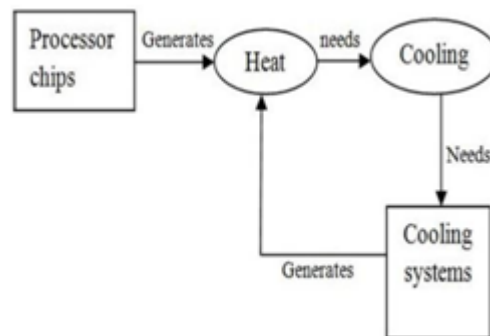 Processor
chips
Generates
Heat
needs
Cooling
Needs
Cooling
systems
Generates